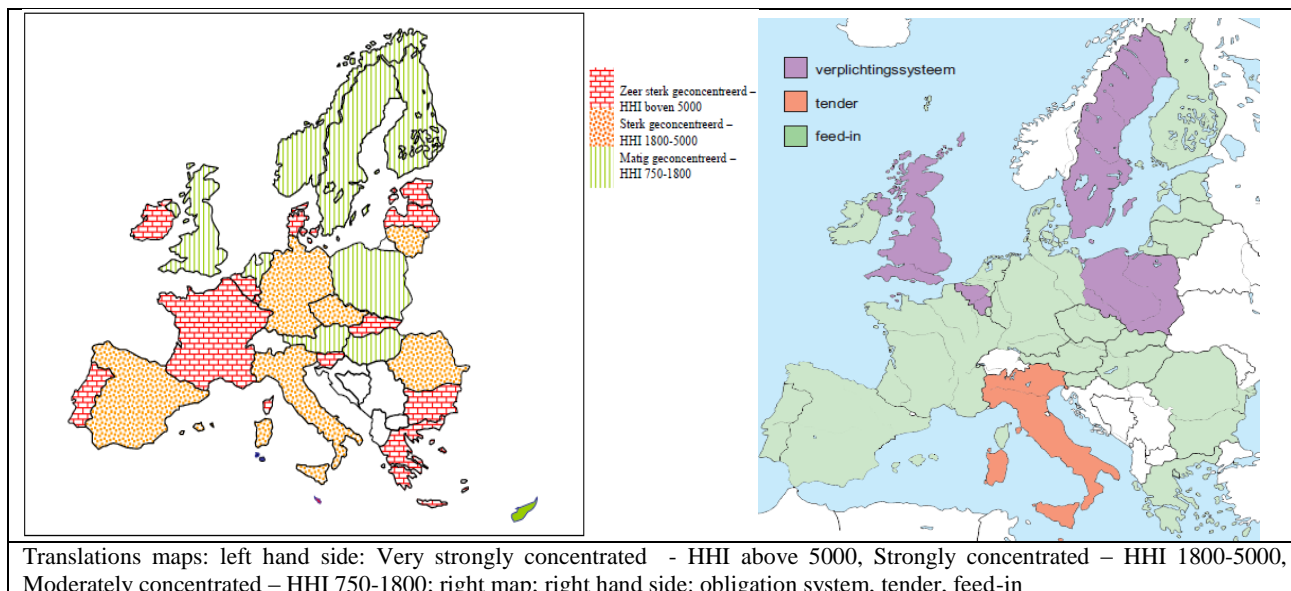 Zeer sterk geconcentreerd –
HHI boven 5000
Sterk geconcentreerd –
HHI 1800-5000
Matig geconcentreerd –
HHI 750-1800
verplichtingssysteem
tender
feed-in
Translations maps: left hand side: Very strongly concentrated - HHI above 5000, Strongly concentrated – HHI 1800-5000,
Moderately concentrated – HHI 750-1800; right map: right hand side: obligation system, tender, feed-in